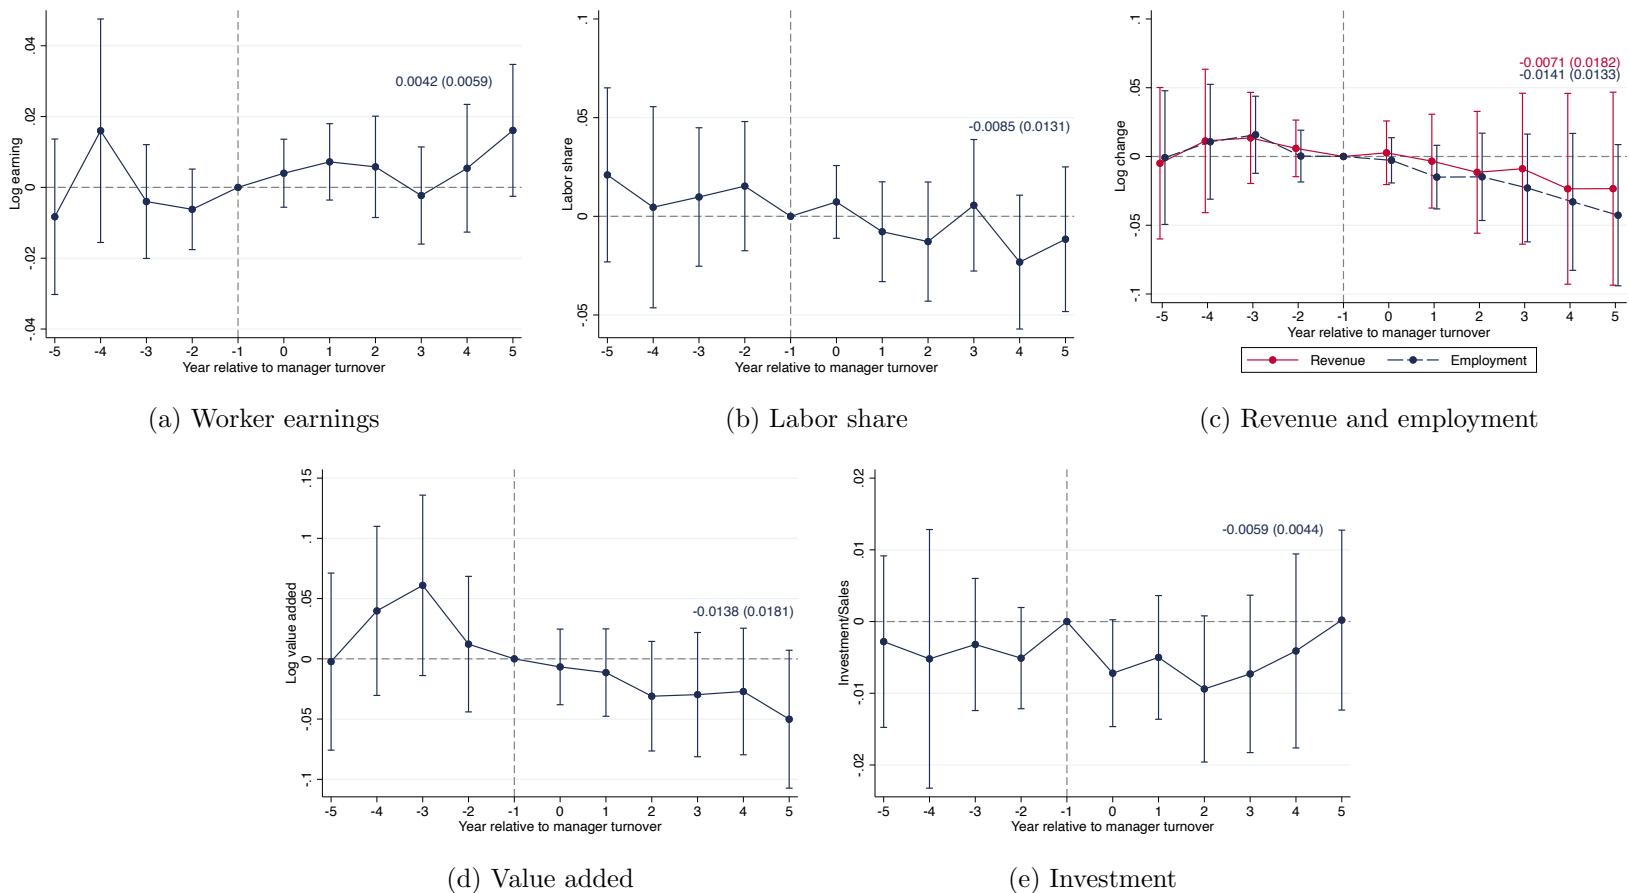 Log earning
.04
.02
0
-.02
-.04
0.0042 (0.0059)
-5 -4 -3 -2 -1 0 1 2 3 4 5
Year relative to manager turnover
(a) Worker earnings
Labor share
.1
.05
0
-.05
-0.0085 (0.0131)
-5 -4 -3 -2 -1 0 1 2 3 4 5
Year relative to manager turnover
(b) Labor share
Log change
.1
.05
0
-.05
-.1
-0.0071 (0.0182)
-0.0141 (0.0133)
-5 -4 -3 -2 -1 0 1 2 3 4 5
Year relative to manager turnover
Revenue Employment
(c) Revenue and employment
Log value added
.15
.1
.05
0
-.05
-.1
-0.0138 (0.0181)
-5 -4 -3 -2 -1 0 1 2 3 4 5
Year relative to manager turnover
(d) Value added
Investment/Sales
.02
.01
0
-.01
-.02
-0.0059 (0.0044)
-5 -4 -3 -2 -1 0 1 2 3 4 5
Year relative to manager turnover
(e) Investment